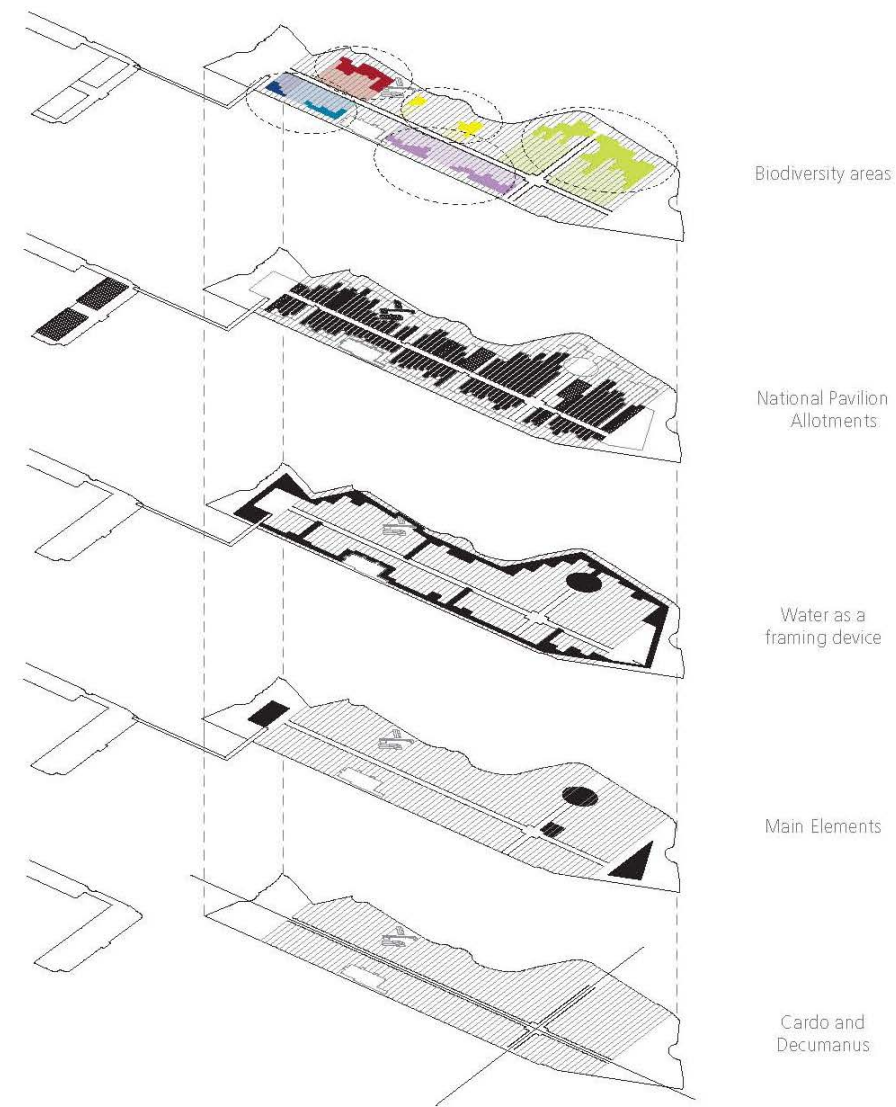 Biodiversity areas
National Pavilion
Allotments
Water as a
framing device
Main Elements
Cardo and
Decumanus